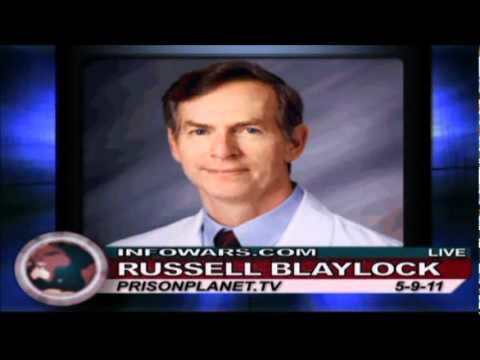 INFOWARS.COM LIVE
RUSSELL BLAYLOCK
PRISONPLANET.TV 5-9-11